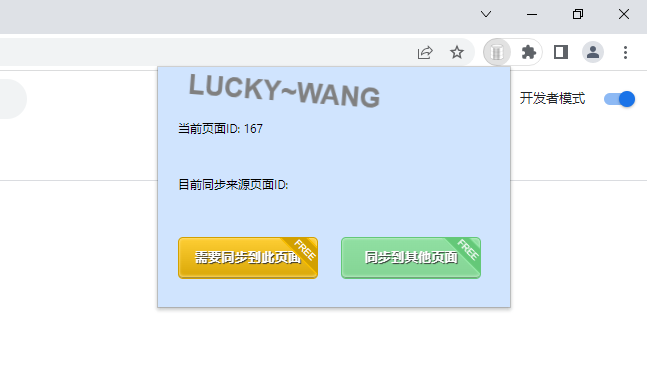 LUCKY~WANG
开发者模式
当前页面ID: 167
目前同步来源页面ID:
需要同步到此页面 FREE
同步到其他页面 FREE